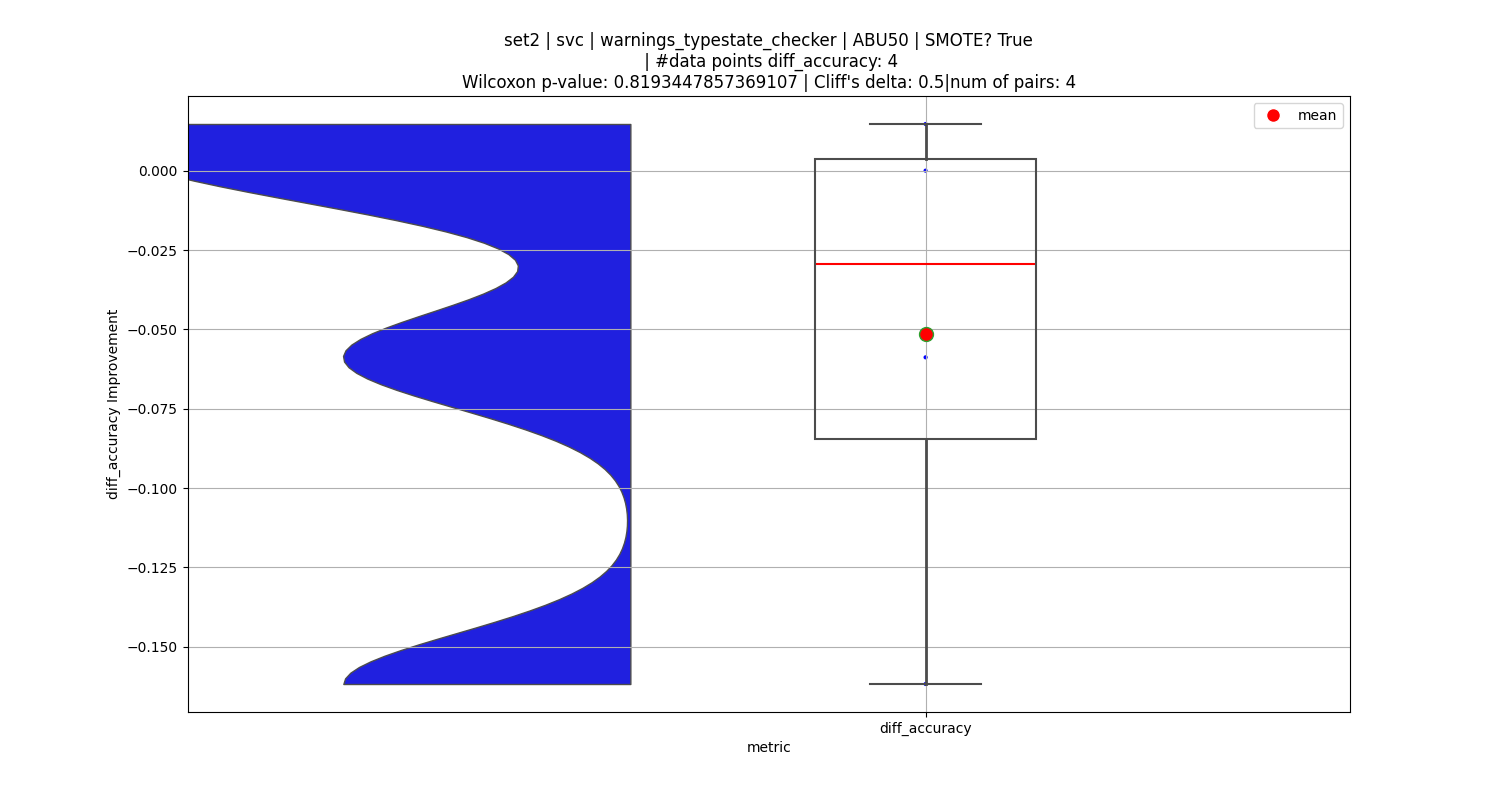 set2 | svc | warnings_typestate_checker | ABU50 | SMOTE? True
| #data points diff_accuracy: 4
Wilcoxon p-value: 0.8193447857369107 | Cliff's delta: 0.5|num of pairs: 4
mean
0.000
−0.025
−0.050
−0.075
−0.100
−0.125
−0.150
diff_accuracy Improvement
diff_accuracy
metric